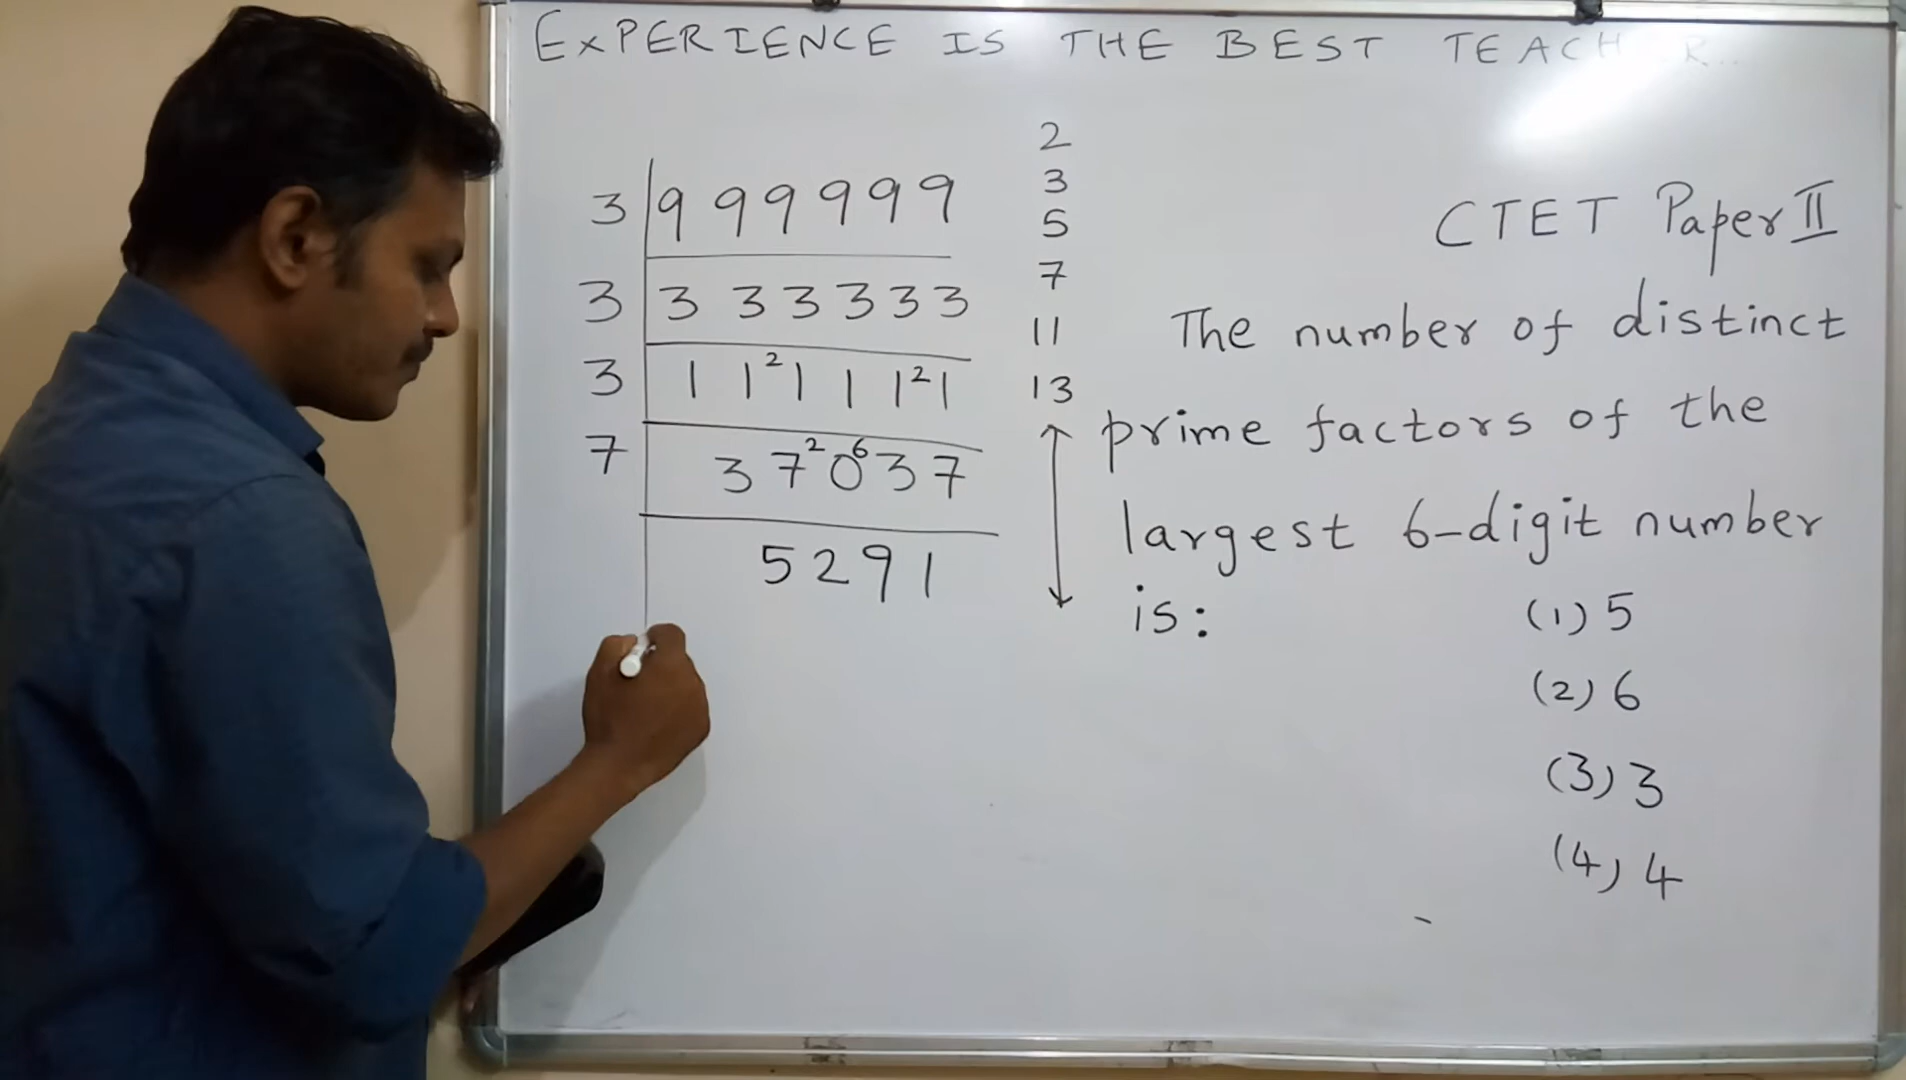 EXPERIENCE IS THE BEST TEACH R...
3 999999
3 333333
3 11²111²1
7 37²0⁶37
5291
2
3
5
7
11
13
CTET Paper II
The number of distinct
prime factors of the
largest 6-digit number
is:
(1) 5
(2) 6
(3) 3
(4) 4